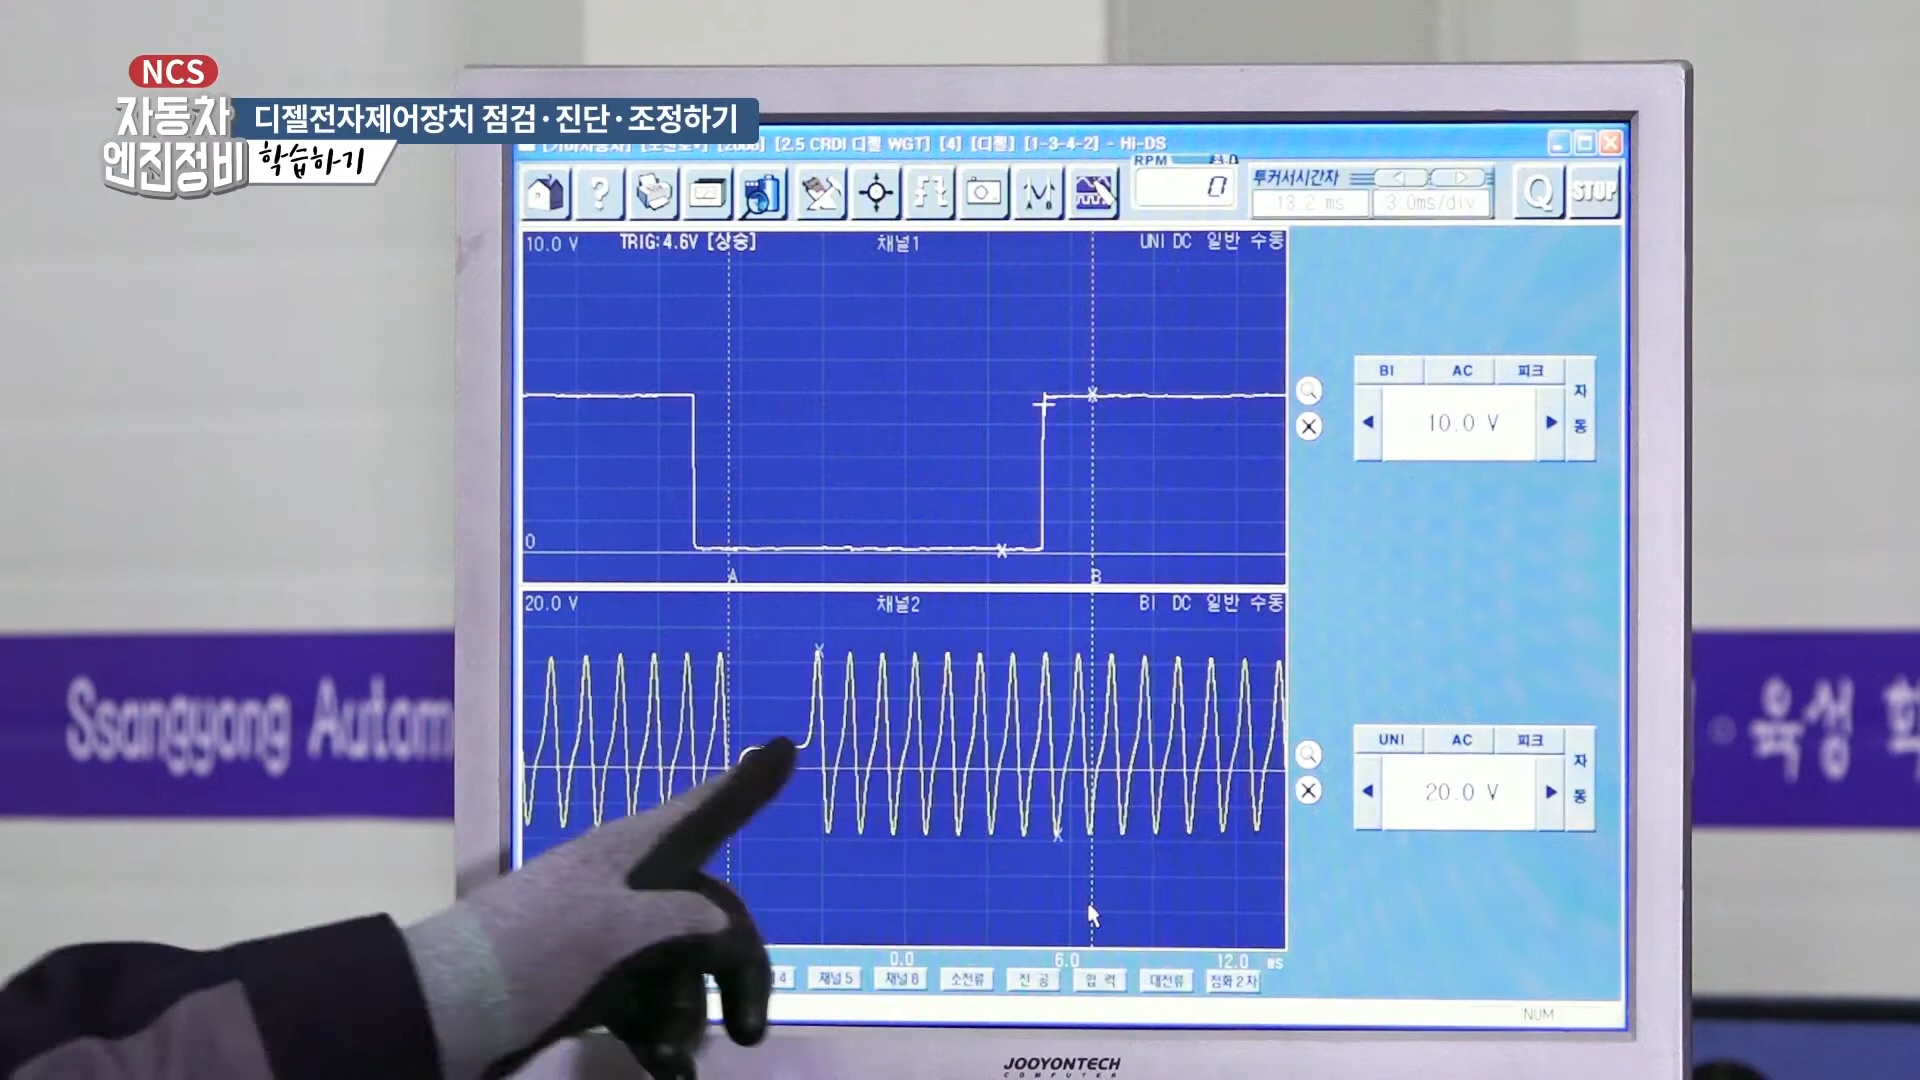 NCS
자동차
엔진정비
학습하기
디젤전자제어장치 점검·진단·조정하기
[2.5 CRDI 디젤 WGT] [4] [디젤] [1-3-4-2] - Hi-DS
RPM
0
투커서시간차
13.2 ms
3.0ms/div
Q
STOP
10.0 V
TRIG:4.6V [상승]
채널1
UNI DC 일반 수동
0
A
B
BI
AC
피크
자동
10.0 V
20.0 V
채널2
BI DC 일반 수동
UNI
AC
피크
자동
20.0 V
0.0
6.0
12.0 ms
4
채널5
채널6
소전류
진공
압력
대전류
점화2차
NUM
JOOYONTECH
COMPUTER
Ssangyong Autom
육성